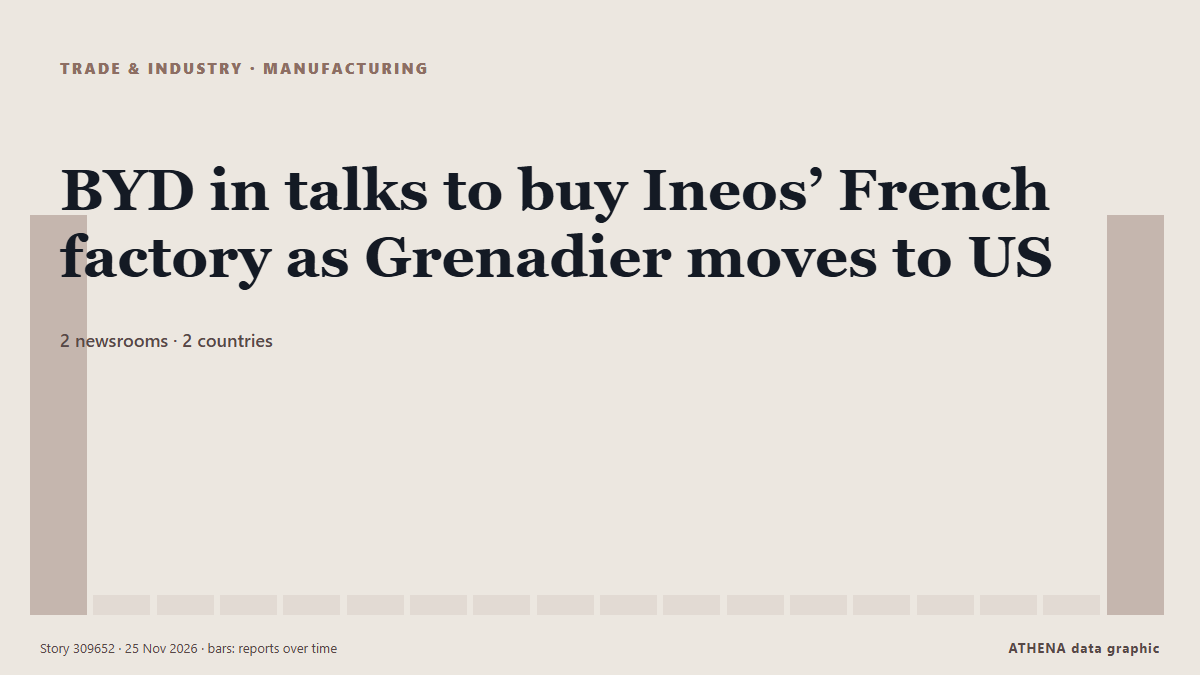 TRADE & INDUSTRY · MANUFACTURING
BYD in talks to buy Ineos’ French
factory as Grenadier moves to US
2 newsrooms · 2 countries
Story 309652 · 25 Nov 2026 · bars: reports over time
ATHENA data graphic